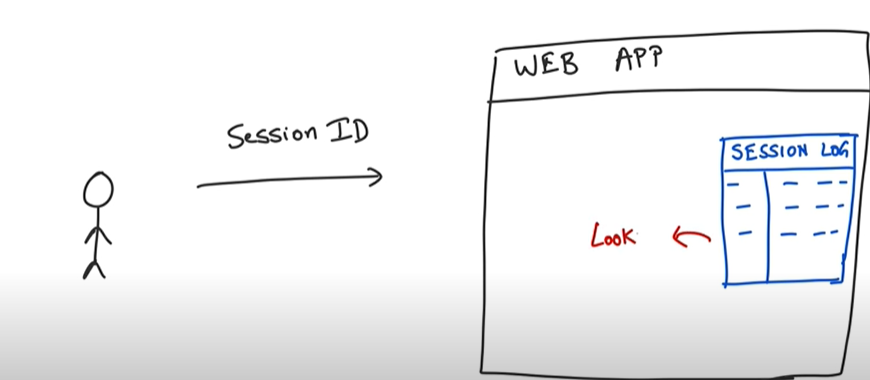 WEB APP
Session ID
SESSION LOG
Look